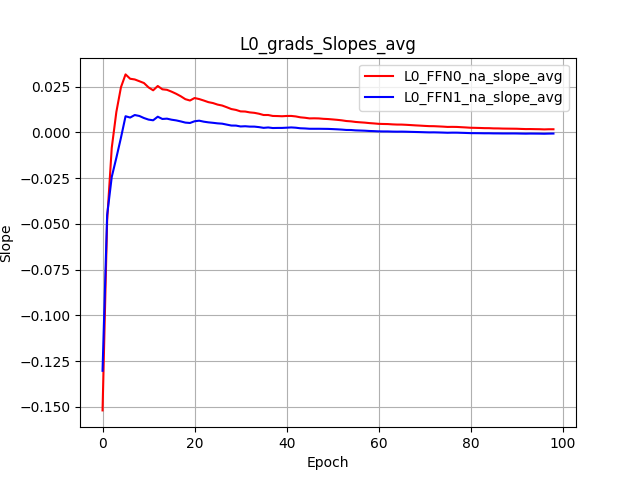 L0_grads_Slopes_avg
L0_FFN0_na_slope_avg
L0_FFN1_na_slope_avg
0.025
0.000
−0.025
−0.050
−0.075
−0.100
−0.125
−0.150
Slope
0 20 40 60 80 100
Epoch